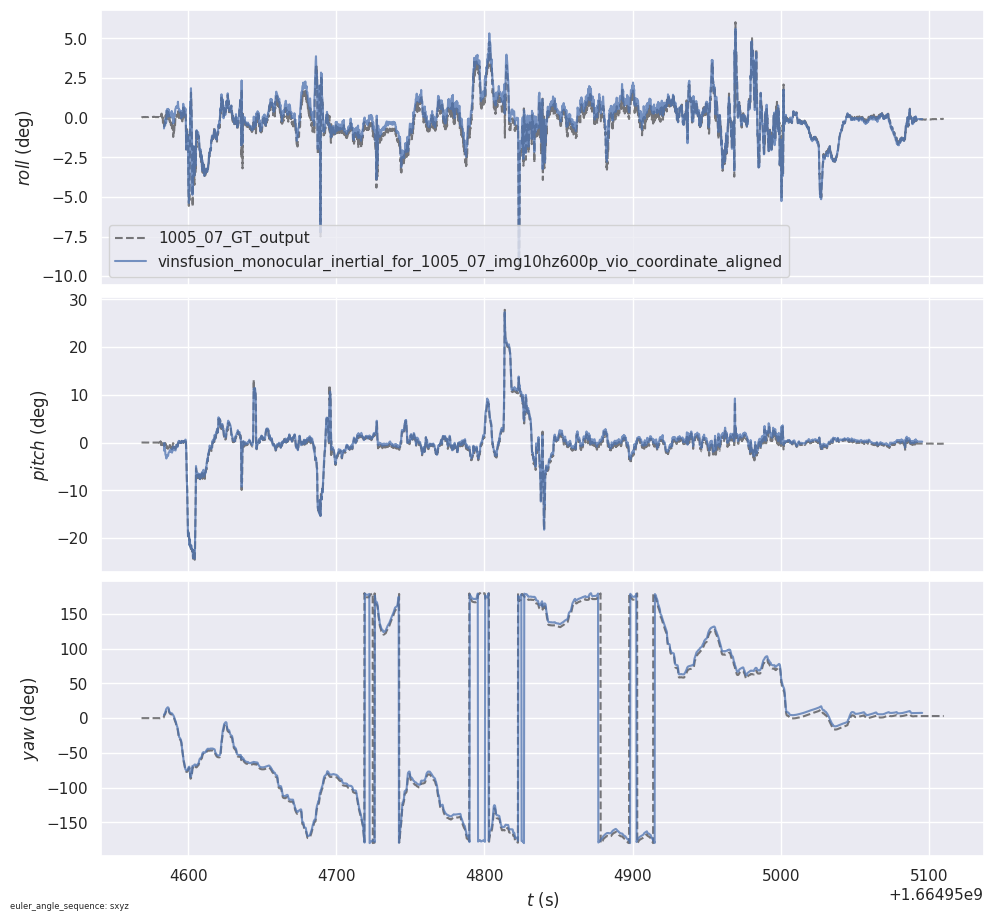 5.0
2.5
0.0
−2.5
−5.0
−7.5
−10.0
roll (deg)
1005_07_GT_output
vinsfusion_monocular_inertial_for_1005_07_img10hz600p_vio_coordinate_aligned
30
20
10
0
−10
−20
pitch (deg)
150
100
50
0
−50
−100
−150
yaw (deg)
4600 4700 4800 4900 5000 5100
t (s)
+1.66495e9
euler_angle_sequence: sxyz